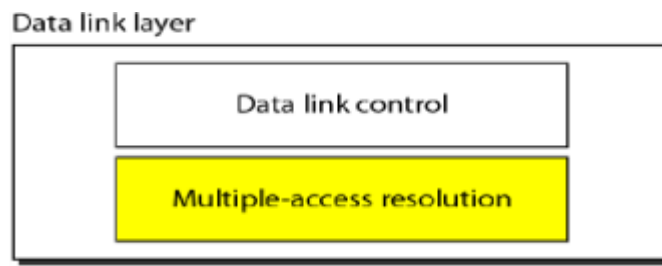 Data link layer
Data link control
Multiple-access resolution